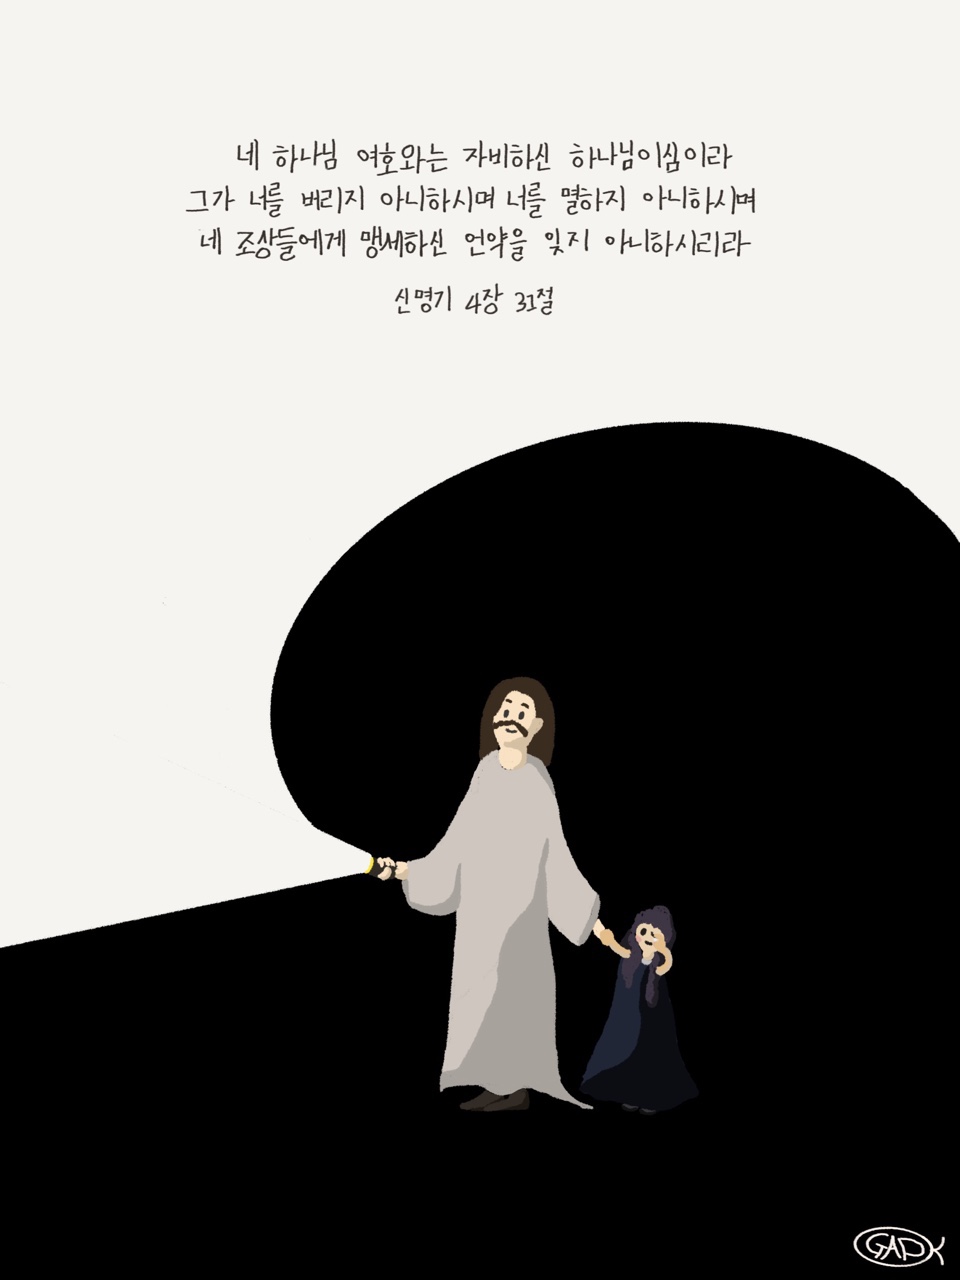 네 하나님 여호와는 자비하신 하나님이심이라
그가 너를 버리지 아니하시며 너를 멸하지 아니하시며
네 조상들에게 맹세하신 언약을 잊지 아니하시리라
신명기 4장 31절
GADK